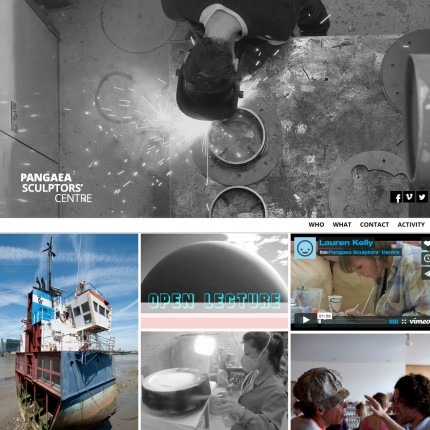 PANGAEA
SCULPTORS'
CENTRE
WHO WHAT CONTACT ACTIVITY
OPEN LECTURE
Lauren Kelly
from Pangaea Sculptors' Centre
vimeo